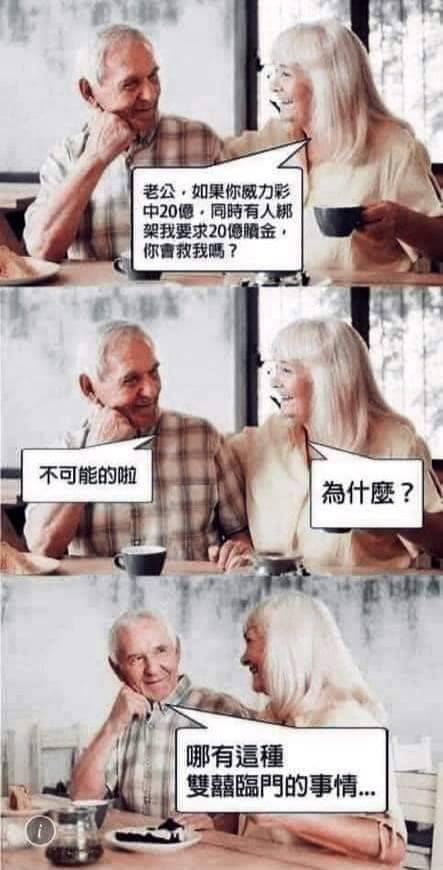 老公，如果你威力彩
中20億，同時有人綁
架我要求20億贖金，
你會救我嗎？
不可能的啦
為什麼？
哪有這種
雙囍臨門的事情...
i